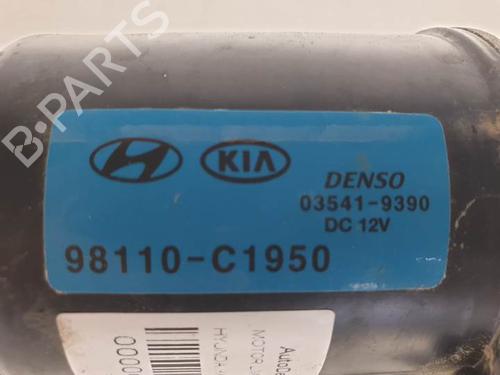 B-PARTS
KIA
DENSO
03541-9390
DC 12V
98110-C1950